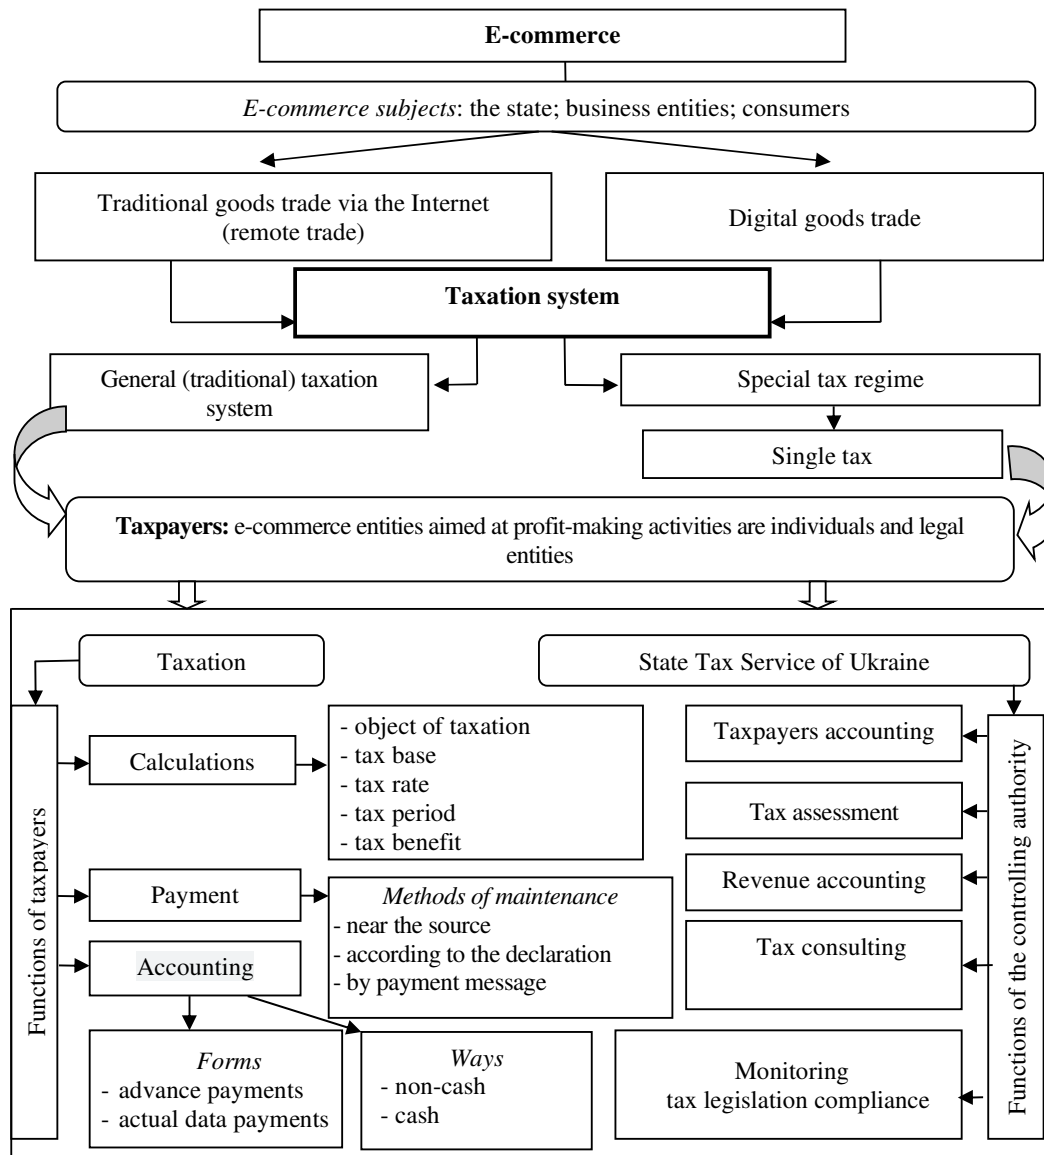 E-commerce
E-commerce subjects: the state; business entities; consumers
Traditional goods trade via the Internet
(remote trade)
Digital goods trade
Taxation system
General (traditional) taxation
system
Special tax regime
Single tax
Taxpayers: e-commerce entities aimed at profit-making activities are individuals and legal
entities
Taxation
State Tax Service of Ukraine
Functions of taxpayers
Calculations
- object of taxation
- tax base
- tax rate
- tax period
- tax benefit
Payment
Methods of maintenance
- near the source
- according to the declaration
- by payment message
Accounting
Forms
- advance payments
- actual data payments
Ways
- non-cash
- cash
Taxpayers accounting
Tax assessment
Revenue accounting
Tax consulting
Monitoring
tax legislation compliance
Functions of the controlling authority